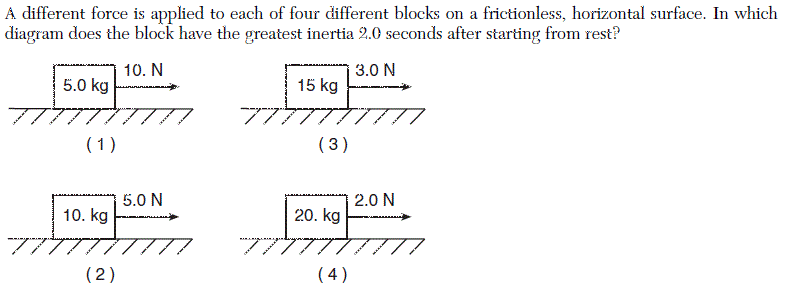 A different force is applied to each of four different blocks on a frictionless, horizontal surface. In which
diagram does the block have the greatest inertia 2.0 seconds after starting from rest?
10. N
5.0 kg
(1)
3.0 N
15 kg
(3)
5.0 N
10. kg
(2)
2.0 N
20. kg
(4)